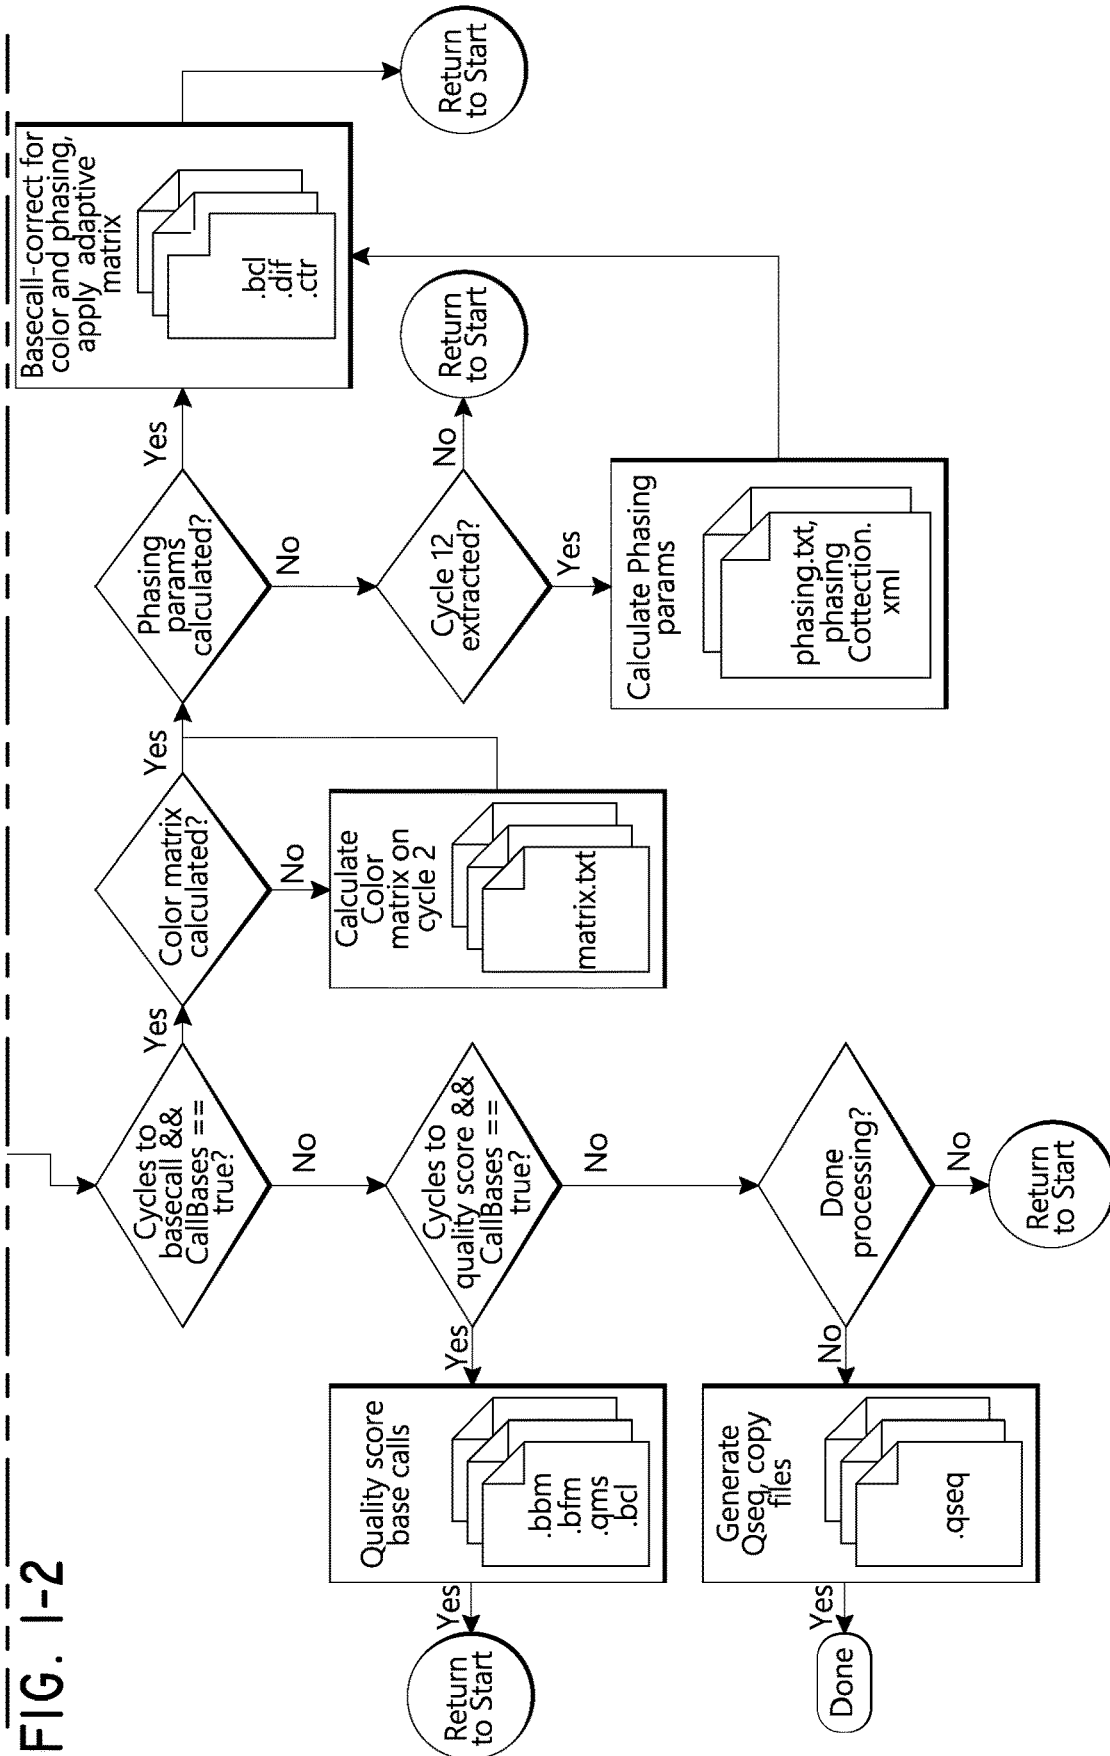 FIG. 1-2
Cycles to
basecall &&
CallBases ==
true?
Yes
No
Color matrix
calculated?
Yes
No
Calculate
Color
matrix on
cycle 2
matrix.txt
Phasing
params
calculated?
Yes
No
Basecall-correct for
color and phasing,
apply adaptive
matrix
.bcl
.dif
.ctr
Return
to Start
Cycle 12
extracted?
No
Return
to Start
Yes
Calculate Phasing
params
phasing.txt,
phasing
Cottection.
xml
Cycles to
quality score &&
CallBases ==
true?
Yes
No
Quality score
base calls
.bbm
.bfm
.qms
.bcl
Yes
Return
to Start
Done
processing?
No
No
Return
to Start
Generate
Qseq, copy
files
.qseq
Yes
Done